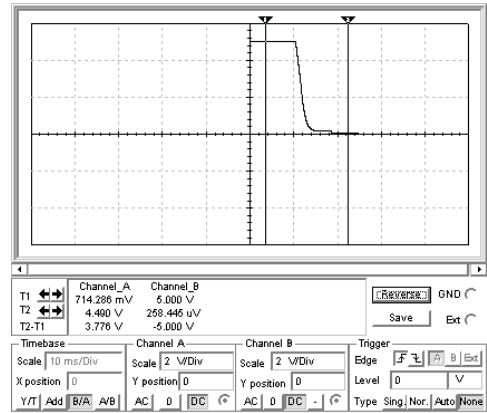 1 2
Channel_A Channel_B
T1 714.286 mV 5.000 V
T2 4.490 V 258.445 uV
T2-T1 3.776 V -5.000 V
Reverse GND
Save Ext
Timebase Channel A Channel B Trigger
Scale 10 ms/Div Scale 2 V/Div Scale 2 V/Div Edge A B Ext
X position 0 Y position 0 Y position 0 Level 0 V
Y/T Add B/A A/B AC 0 DC AC 0 DC - Type Sing. Nor. Auto None